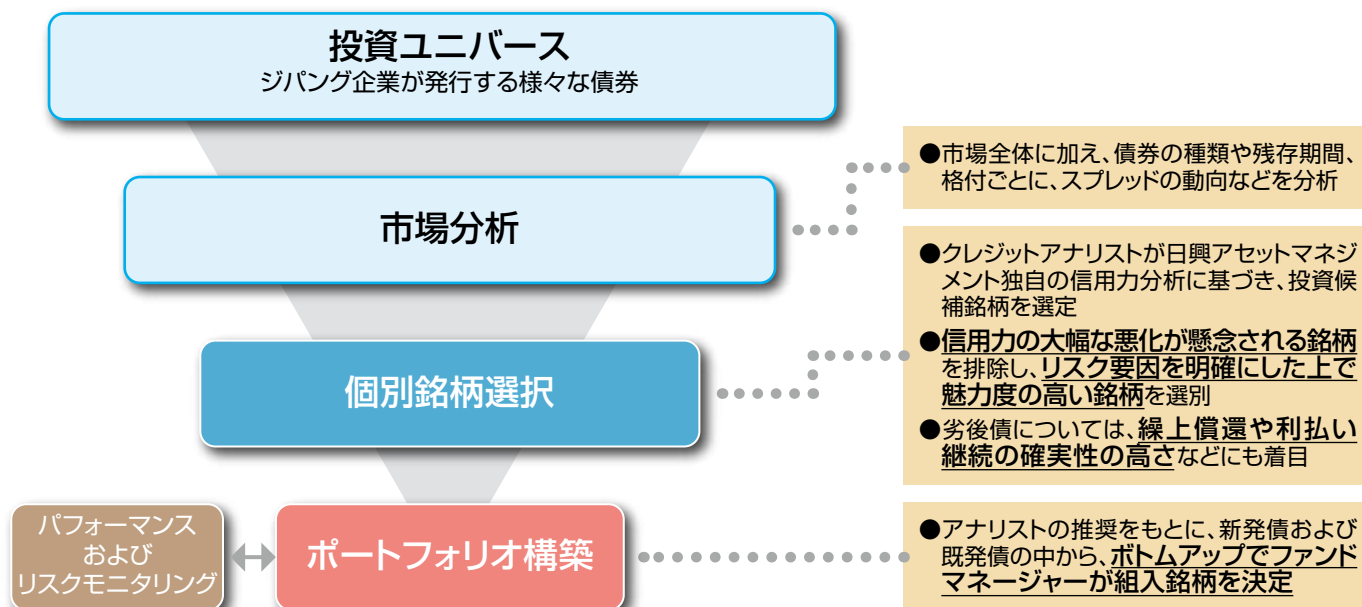 投資ユニバース
ジパング企業が発行する様々な債券
市場分析
●市場全体に加え、債券の種類や残存期間、
格付ごとに、スプレッドの動向などを分析
個別銘柄選択
●クレジットアナリストが日興アセットマネジ
メント独自の信用力分析に基づき、投資候
補銘柄を選定
●信用力の大幅な悪化が懸念される銘柄
を排除し、リスク要因を明確にした上で
魅力度の高い銘柄を選別
●劣後債については、繰上償還や利払い
継続の確実性の高さなどにも着目
パフォーマンス
および
リスクモニタリング
ポートフォリオ構築
●アナリストの推奨をもとに、新発債および
既発債の中から、ボトムアップでファンド
マネージャーが組入銘柄を決定